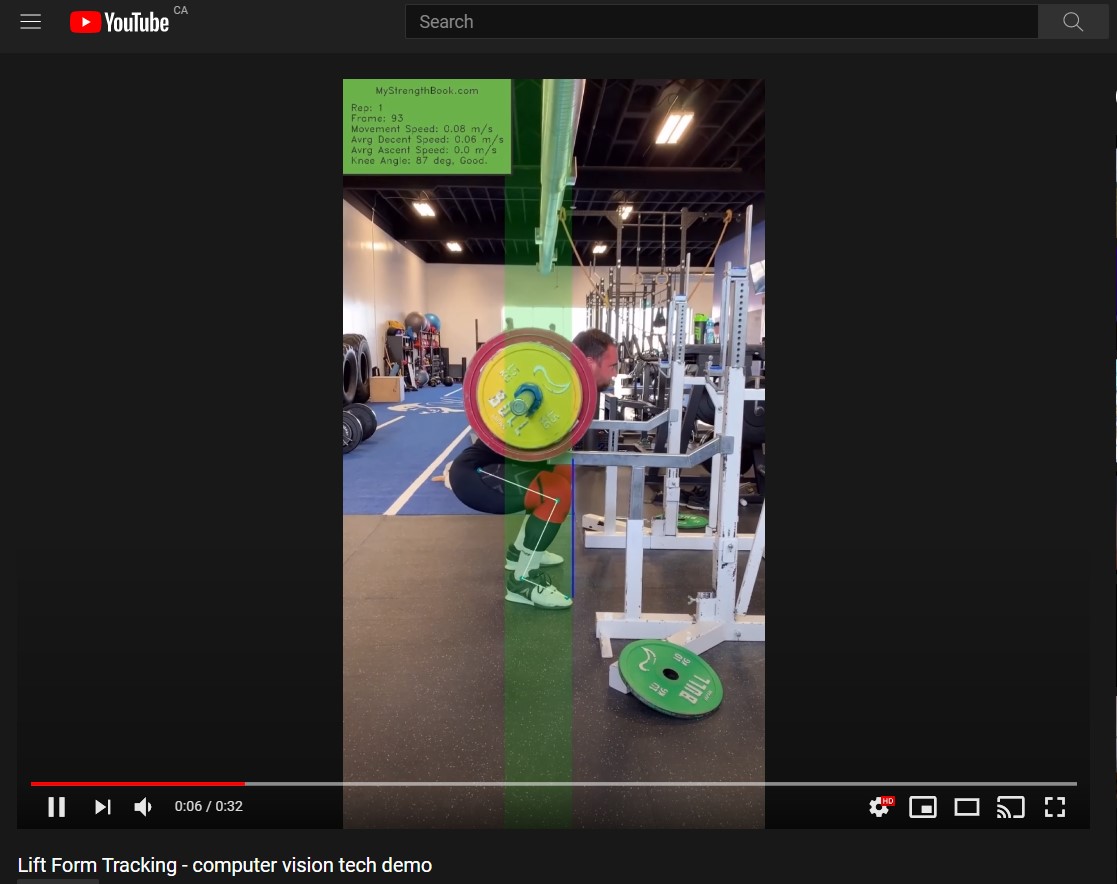 YouTube CA
Search
MyStrengthBook.com
Rep: 1
Frame: 93
Movement Speed: 0.08 m/s
Avrg Decent Speed: 0.06 m/s
Avrg Ascent Speed: 0.0 m/s
Knee Angle: 87 deg, Good.
BULL
BULL
0:06 / 0:32
HD
Lift Form Tracking - computer vision tech demo